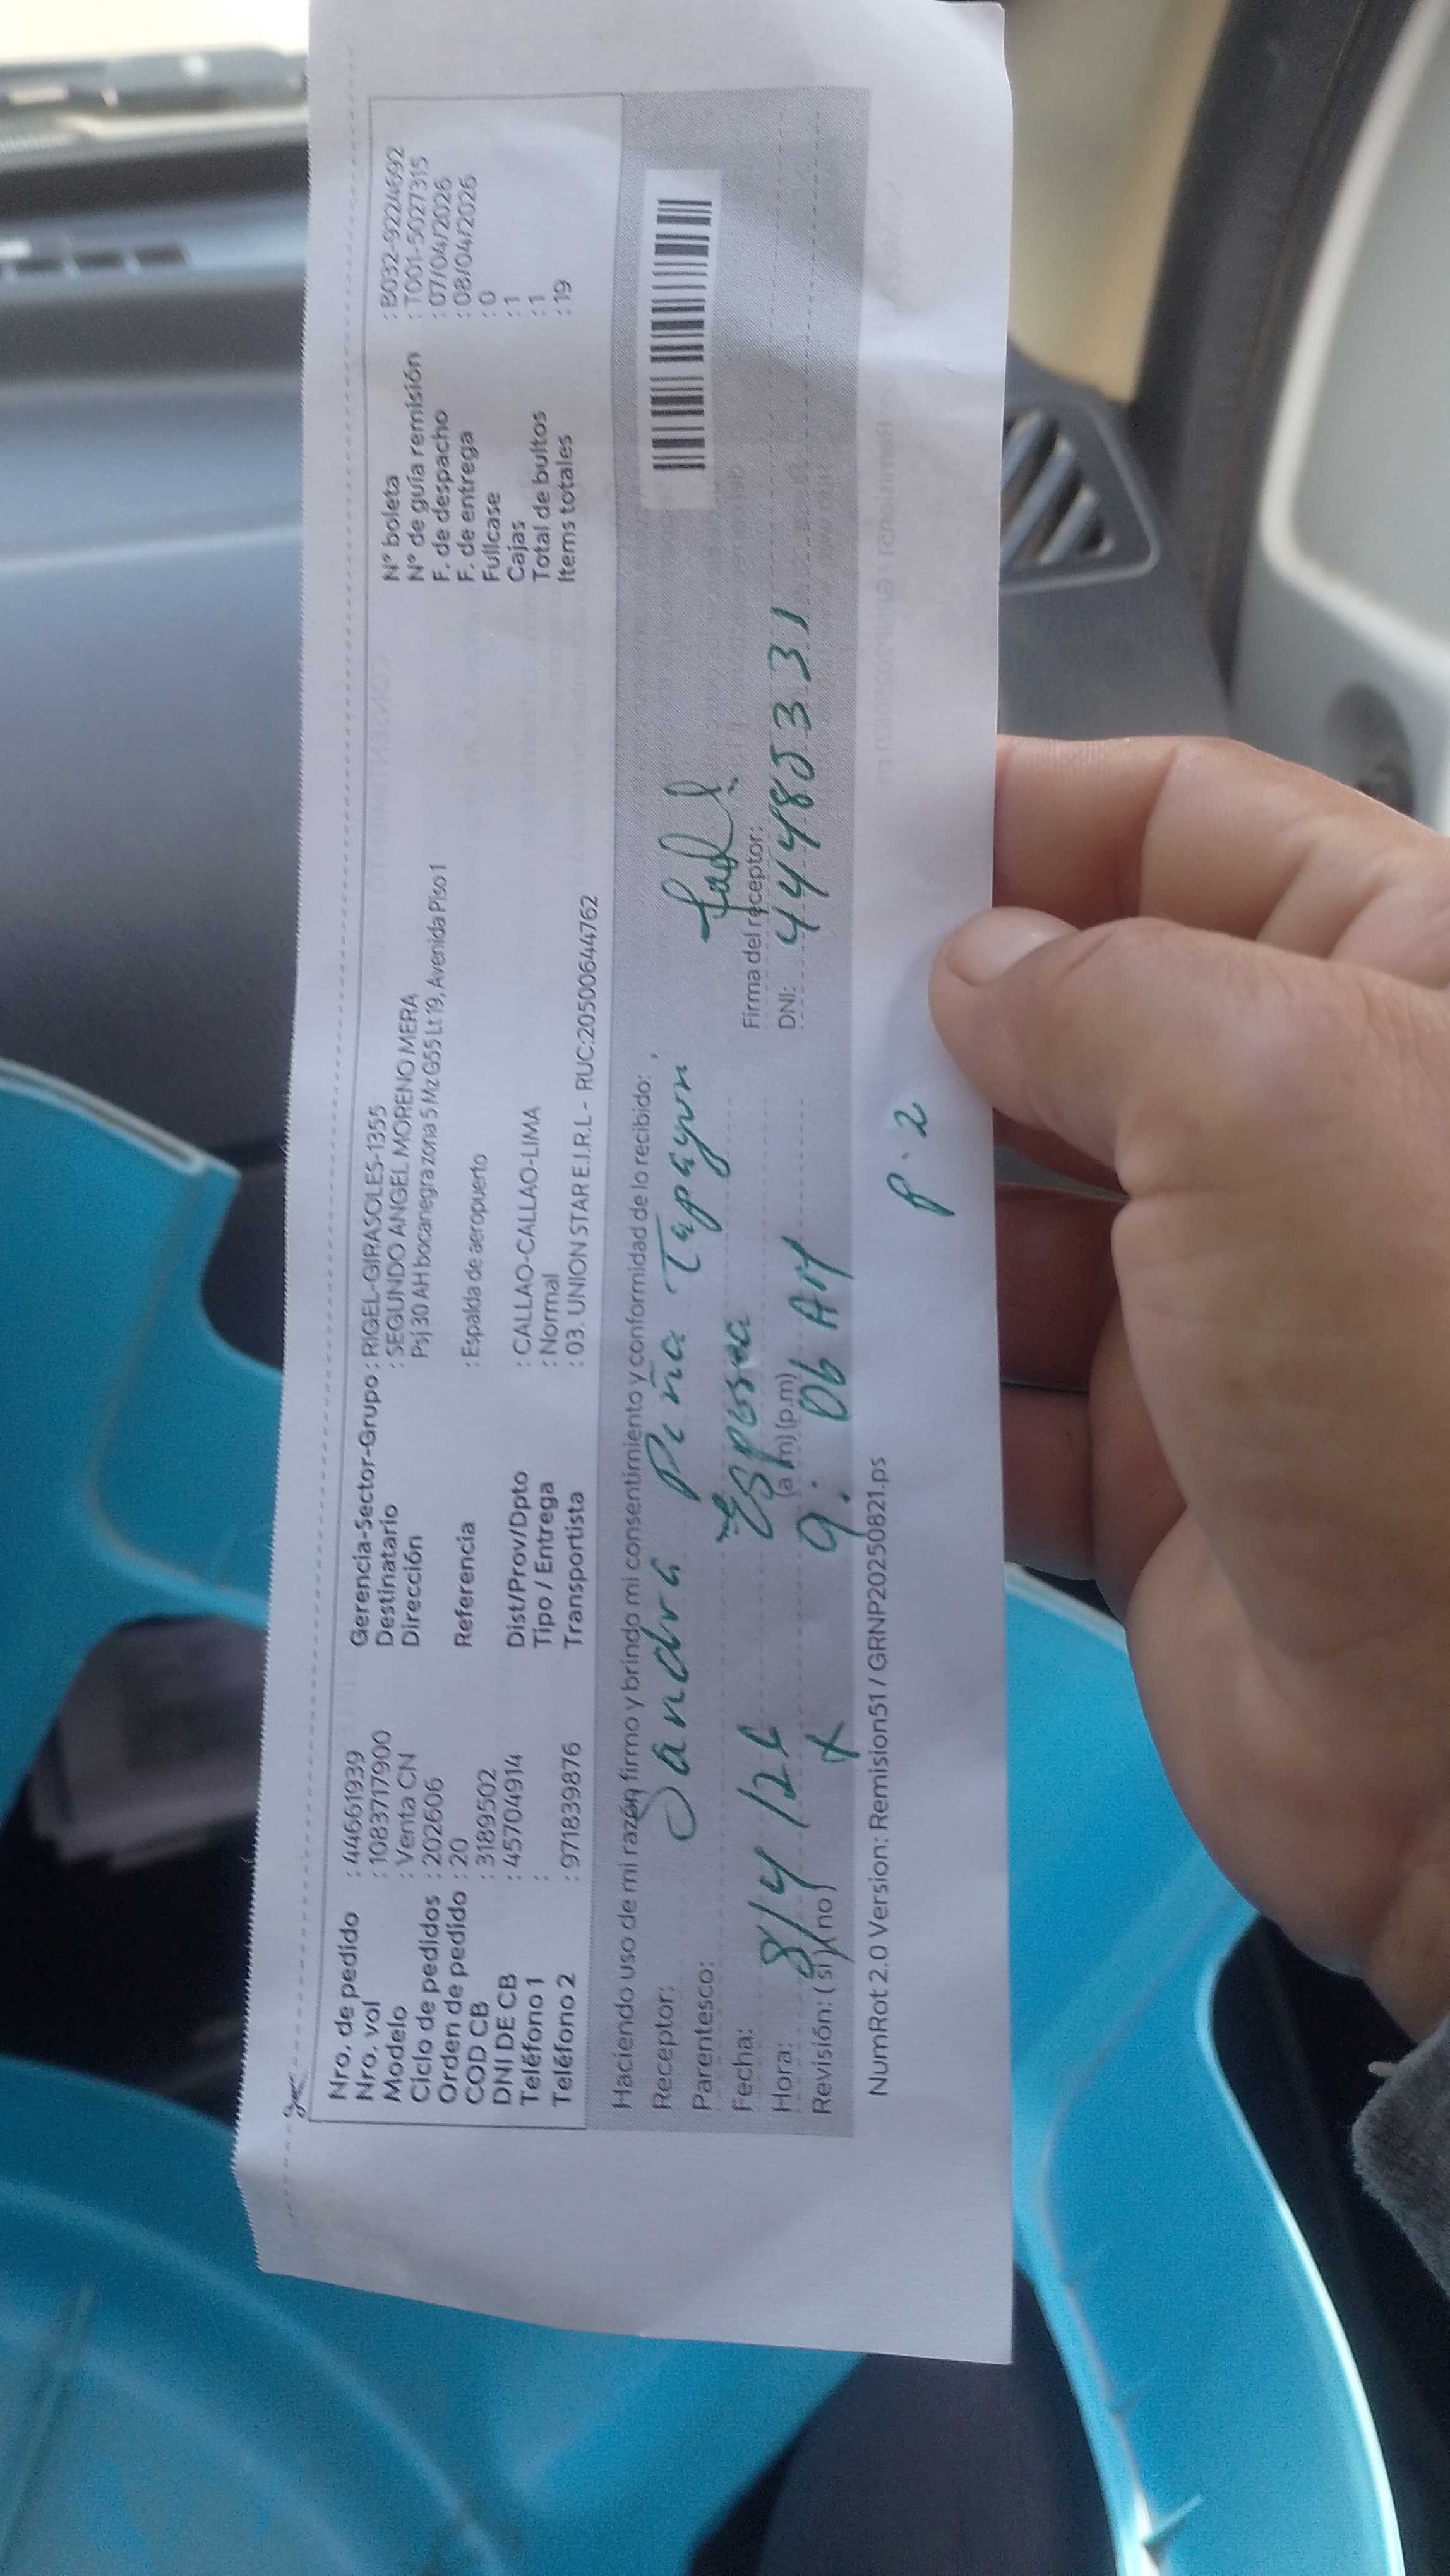 Nro. de pedido : 44661939
Nro. vol : 1083717900
Modelo : Venta CN
Ciclo de pedidos : 202606
Orden de pedido : 20
COD CB : 3189502
DNI DE CB : 45704914
Teléfono 1 :
Teléfono 2 : 971839876
Gerencia-Sector-Grupo : RIGEL-GIRASOLES-1355
Destinatario : SEGUNDO ANGEL MORENO MERA
Dirección Psj 30 AH bocanegra zona 5 Mz G55 Lt 19, Avenida Piso 1
Referencia : Espalda de aeropuerto
Dist/Prov/Dpto : CALLAO-CALLAO-LIMA
Tipo / Entrega : Normal
Transportista : 03. UNION STAR E.I.R.L - RUC:20500644762
N° boleta : B032-92224692
N° de guía remisión : T001-5027315
F. de despacho : 07/04/2026
F. de entrega : 08/04/2026
Fullcase : 0
Cajas : 1
Total de bultos : 1
Items totales : 19
Haciendo uso de mi razón firmo y brindo mi consentimiento y conformidad de lo recibido:
Receptor: Sandra Piña Tapayuri
Parentesco: Esposa
Fecha: 8/4/26
Hora: 9:06 AM (a.m) (p.m)
Revisión: (si) (no) x
Firma del receptor:
DNI: 44485331
NumRot 2.0 Version: Remision51 / GRNP20250821.ps
P.2